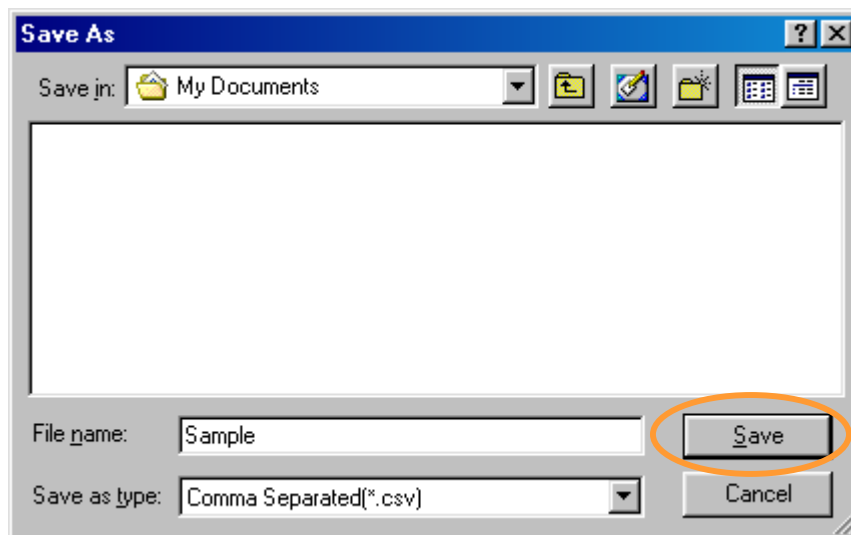 Save As
Save in: My Documents
File name: Sample Save
Save as type: Comma Separated(*.csv) Cancel